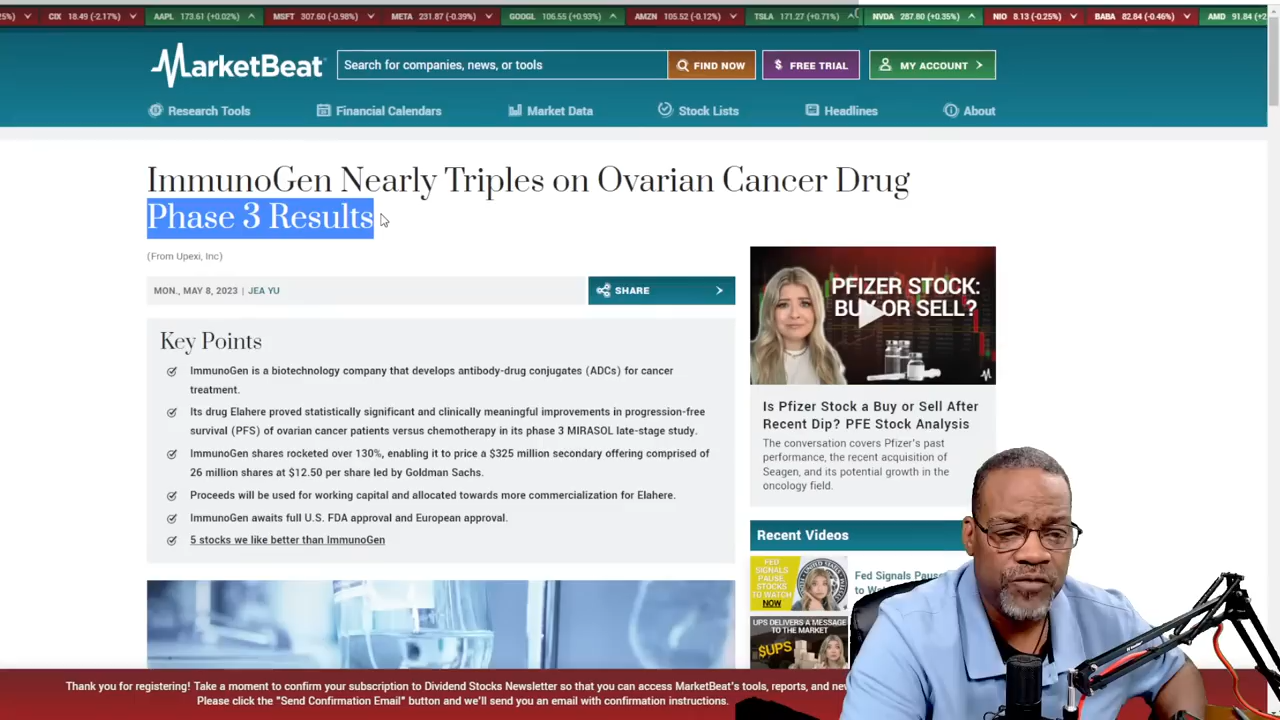 CIX 18.49 (-2.17%) AAPL 173.61 (+0.02%) MSFT 307.60 (-0.98%) META 231.87 (-0.39%) GOOGL 106.55 (+0.93%) AMZN 105.52 (-0.12%) TSLA 171.27 (+0.71%) NVDA 287.80 (+0.35%) NIO 8.13 (-0.25%) BABA 82.84 (-0.46%) AMD 91.84
MarketBeat
Search for companies, news, or tools
FIND NOW
$ FREE TRIAL
MY ACCOUNT
Research Tools Financial Calendars Market Data Stock Lists Headlines About
ImmunoGen Nearly Triples on Ovarian Cancer Drug
Phase 3 Results
(From Upexi, Inc)
MON., MAY 8, 2023 | JEA YU
SHARE
Key Points
ImmunoGen is a biotechnology company that develops antibody-drug conjugates (ADCs) for cancer
treatment.
Its drug Elahere proved statistically significant and clinically meaningful improvements in progression-free
survival (PFS) of ovarian cancer patients versus chemotherapy in its phase 3 MIRASOL late-stage study.
ImmunoGen shares rocketed over 130%, enabling it to price a $325 million secondary offering comprised of
26 million shares at $12.50 per share led by Goldman Sachs.
Proceeds will be used for working capital and allocated towards more commercialization for Elahere.
ImmunoGen awaits full U.S. FDA approval and European approval.
5 stocks we like better than ImmunoGen
PFIZER STOCK:
BUY OR SELL?
Is Pfizer Stock a Buy or Sell After
Recent Dip? PFE Stock Analysis
The conversation covers Pfizer's past
performance, the recent acquisition of
Seagen, and its potential growth in the
oncology field.
Recent Videos
FED
SIGNALS
PAUSE,
STOCKS
TO WATCH
NOW
Fed Signals Pause
to
UPS DELIVERS A MESSAGE
TO THE MARKET
$UPS
Thank you for registering! Take a moment to confirm your subscription to Dividend Stocks Newsletter so that you can access MarketBeat's tools, reports, and
Please click the "Send Confirmation Email" button and we'll send you an email with confirmation instructions.